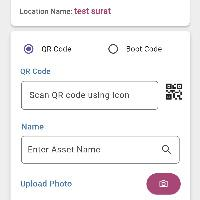 Location Name: test surat
QR Code Boot Code
QR Code
Scan QR code using Icon
Name
Enter Asset Name
Upload Photo